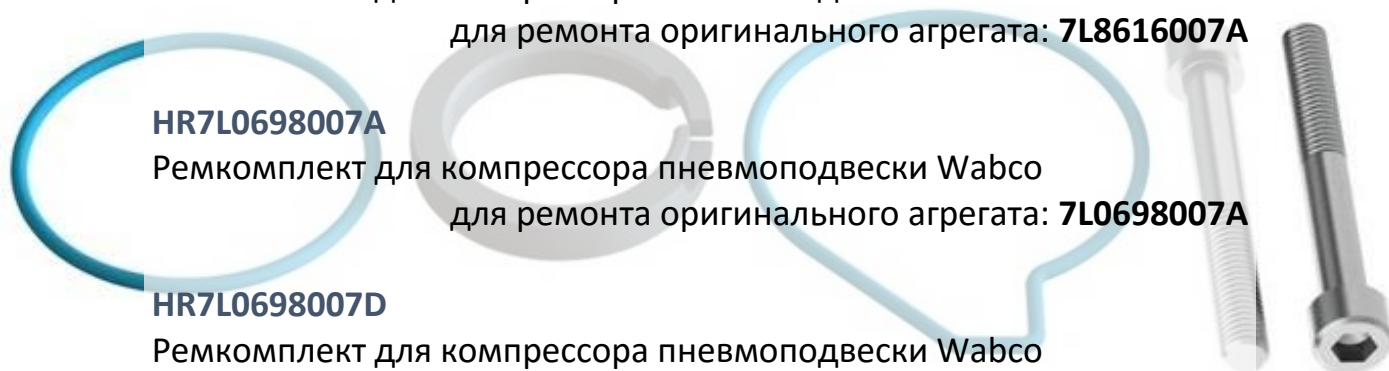 для ремонта оригинального агрегата: 7L8616007A
HR7L0698007A
Ремкомплект для компрессора пневмоподвески Wabco
для ремонта оригинального агрегата: 7L0698007A
HR7L0698007D
Ремкомплект для компрессора пневмоподвески Wabco